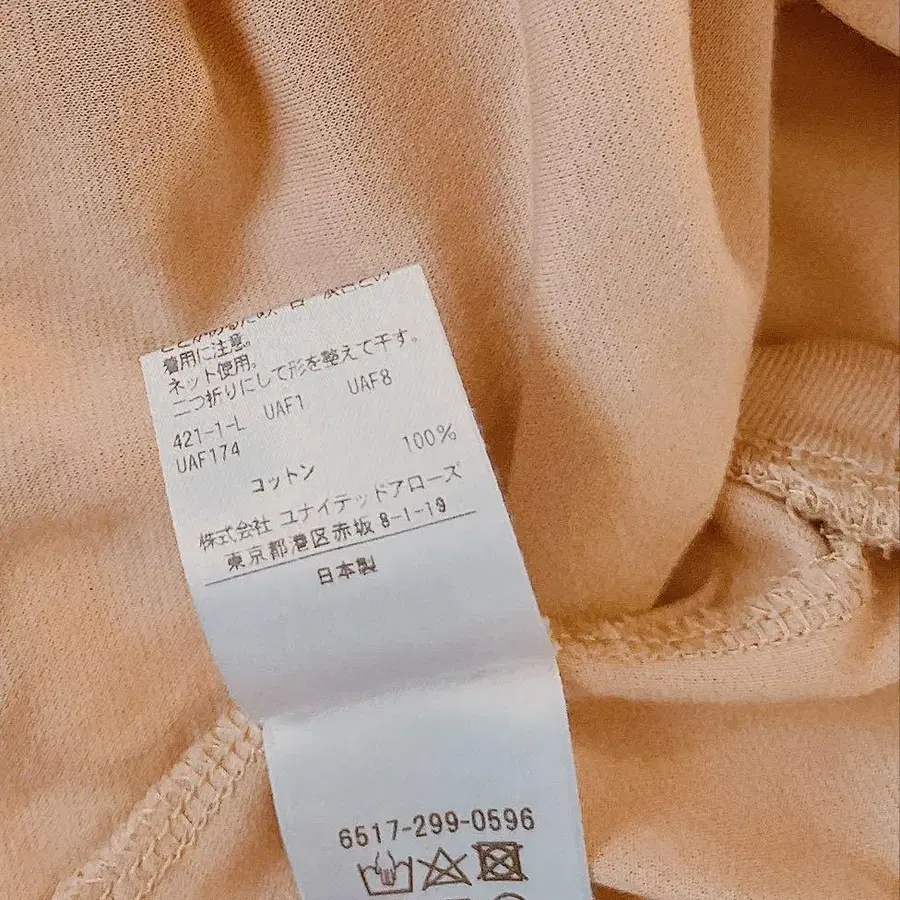 着用に注意。
ネット使用。
二つ折りにして形を整えて干す。
421-1-L UAF1 UAF8
UAF174
コットン 100%
株式会社 ユナイテッドアローズ
東京都港区赤坂 8-1-19
日本製
6517-299-0596